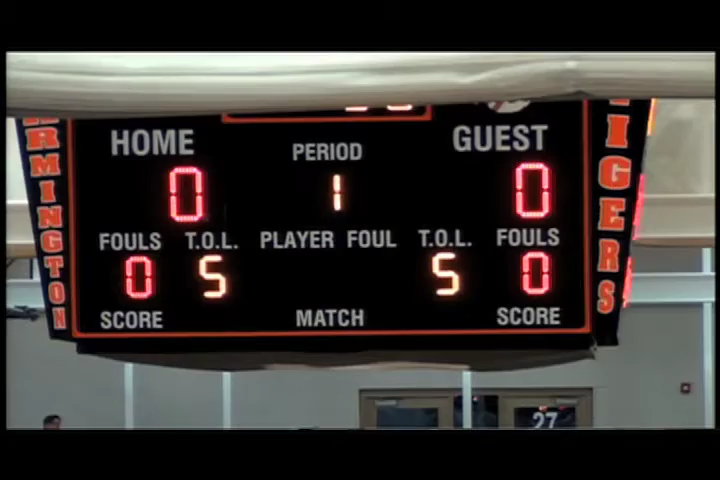 HOME
PERIOD
GUEST
0
1
0
FOULS T.O.L. PLAYER FOUL T.O.L. FOULS
0 5 5 0
SCORE MATCH SCORE
RMINGTON
IGERS
27